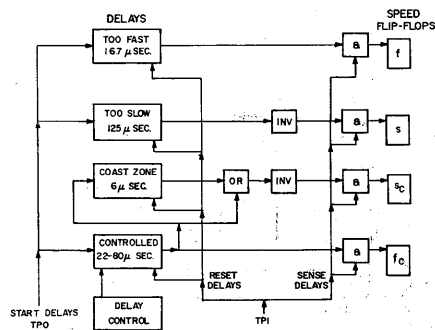 DELAYS
SPEED
FLIP-FLOPS
TOO FAST
16.7 μ SEC.
a
f
TOO SLOW
125 μ SEC.
INV
a
s
COAST ZONE
6 μ SEC.
OR
INV
a
sc
CONTROLLED
22-80μ SEC.
a
fc
RESET
DELAYS
SENSE
DELAYS
START DELAYS
TPO
DELAY
CONTROL
TPI